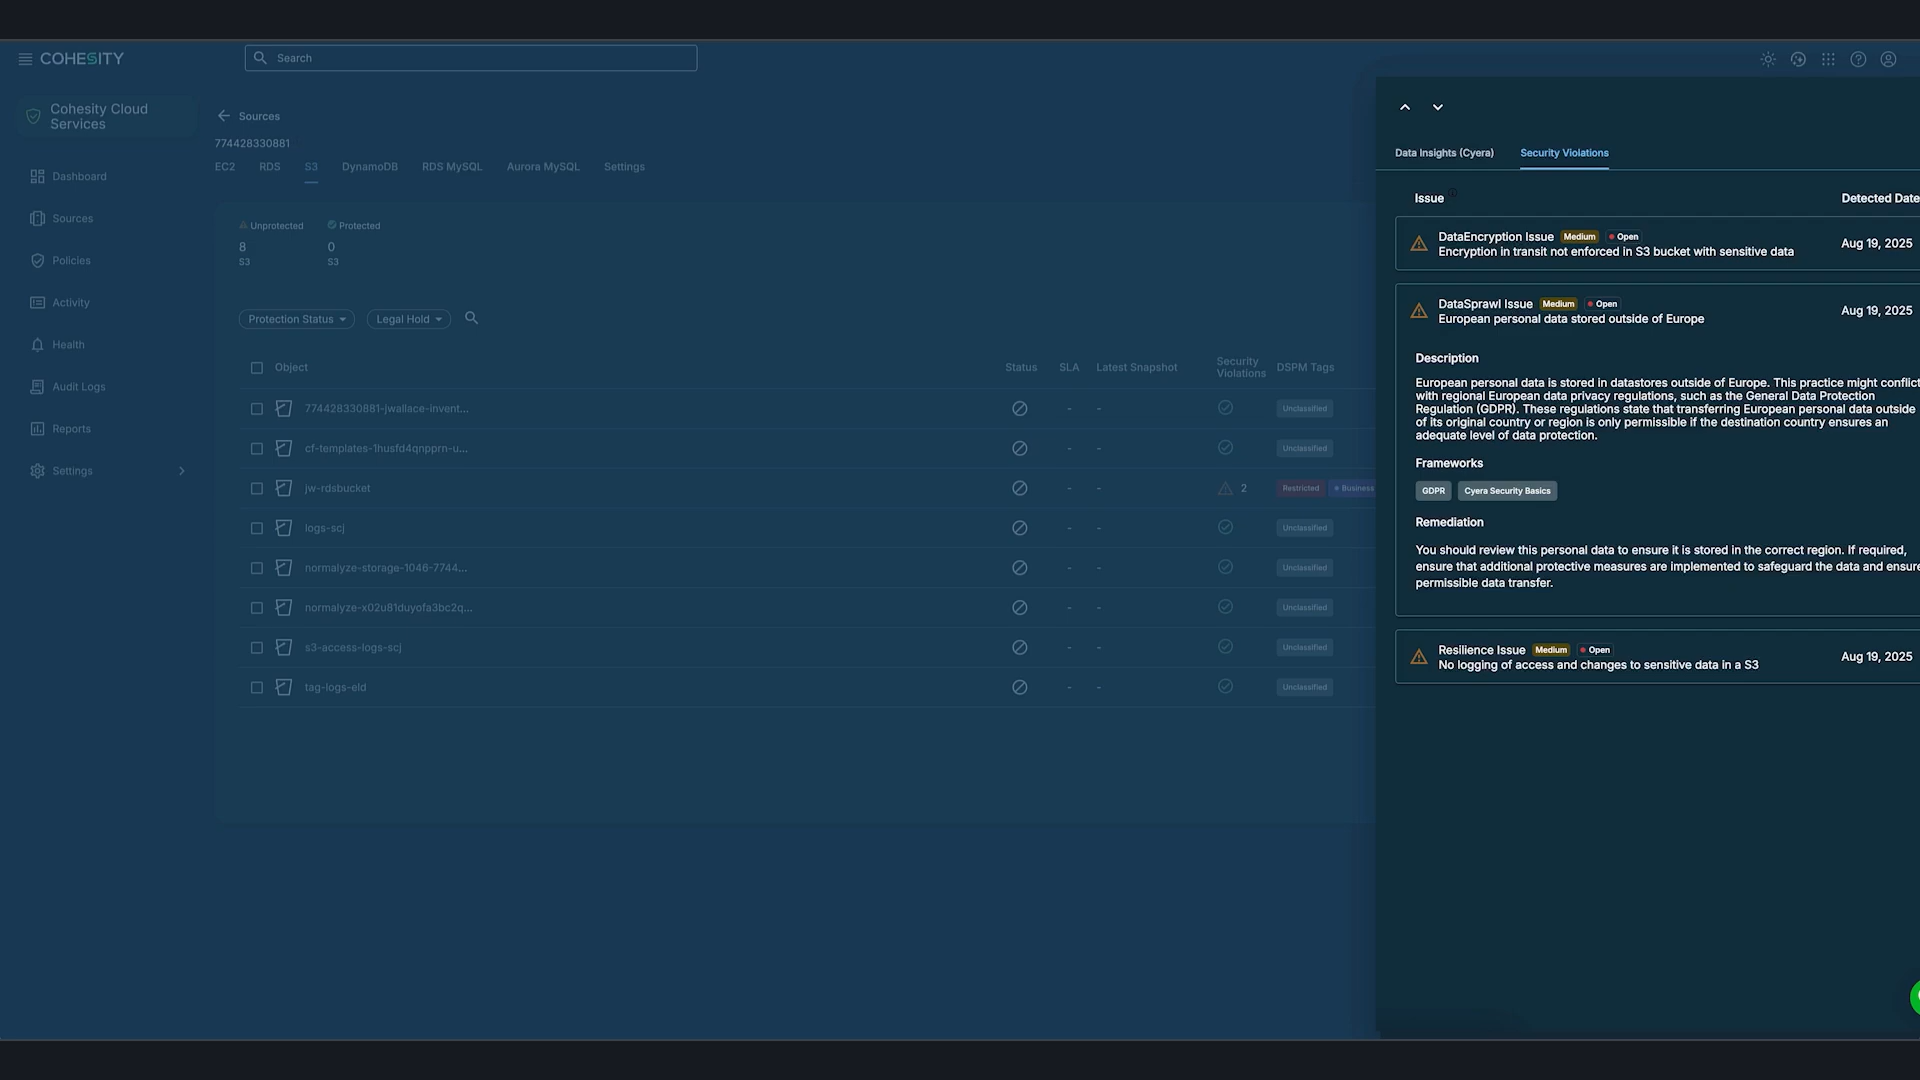 COHESITY
Search
Cohesity Cloud
Services
Dashboard
Sources
Policies
Activity
Health
Audit Logs
Reports
Settings
Sources
774428330881
EC2 RDS S3 DynamoDB RDS MySQL Aurora MySQL Settings
Unprotected Protected
8 0
S3 S3
Protection Status Legal Hold
Object Status SLA Latest Snapshot Security Violations DSPM Tags
774428330881-jwallace-invent... - - Unclassified
cf-templates-1husfd4qnpprn-u... - - Unclassified
jw-rdsbucket - - 2 Restricted Business
logs-scj - - Unclassified
normalyze-storage-1046-7744... - - Unclassified
normalyze-x02u81duyofa3bc2q... - - Unclassified
s3-access-logs-scj - - Unclassified
tag-logs-eld - - Unclassified
Data Insights (Cyera) Security Violations
Issue Detected Date
DataEncryption Issue Medium Open
Encryption in transit not enforced in S3 bucket with sensitive data
Aug 19, 2025
DataSprawl Issue Medium Open
European personal data stored outside of Europe
Aug 19, 2025
Description
European personal data is stored in datastores outside of Europe. This practice might conflict
with regional European data privacy regulations, such as the General Data Protection
Regulation (GDPR). These regulations state that transferring European personal data outside
of its original country or region is only permissible if the destination country ensures an
adequate level of data protection.
Frameworks
GDPR Cyera Security Basics
Remediation
You should review this personal data to ensure it is stored in the correct region. If required,
ensure that additional protective measures are implemented to safeguard the data and ensure
permissible data transfer.
Resilience Issue Medium Open
No logging of access and changes to sensitive data in a S3
Aug 19, 2025